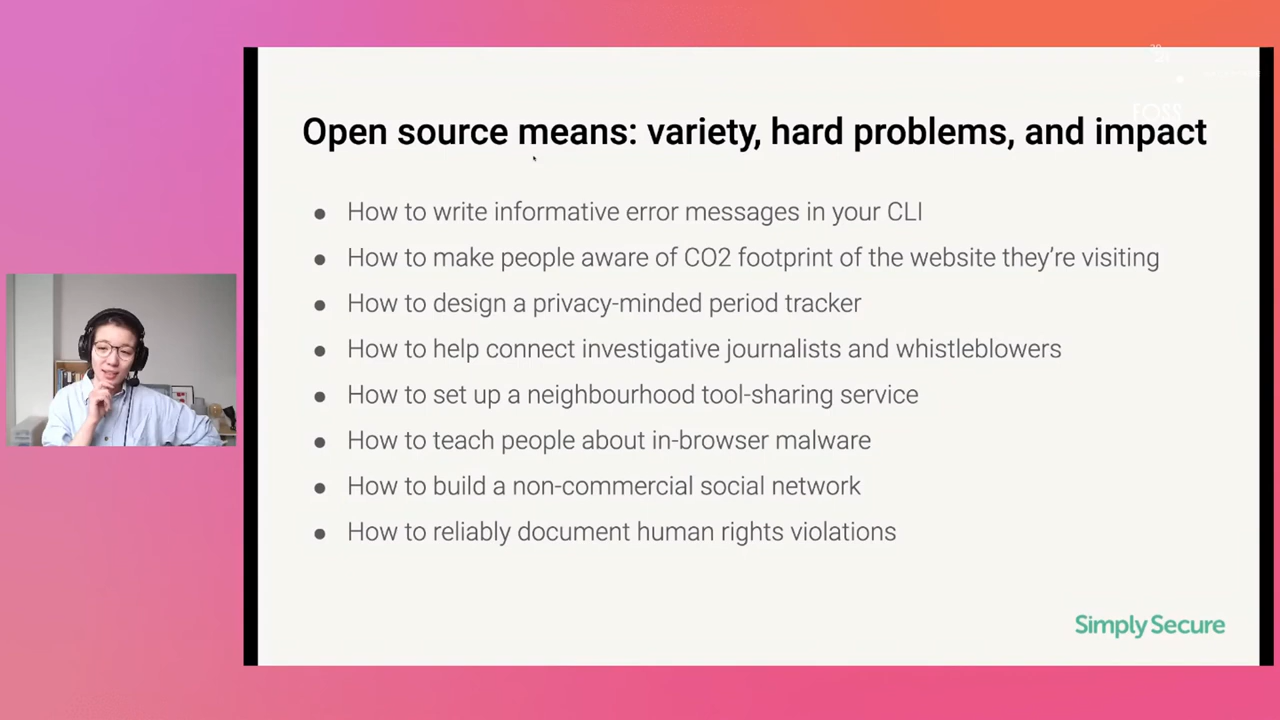 Open source means: variety, hard problems, and impact
● How to write informative error messages in your CLI
● How to make people aware of CO2 footprint of the website they’re visiting
● How to design a privacy-minded period tracker
● How to help connect investigative journalists and whistleblowers
● How to set up a neighbourhood tool-sharing service
● How to teach people about in-browser malware
● How to build a non-commercial social network
● How to reliably document human rights violations
Simply Secure
FOSS